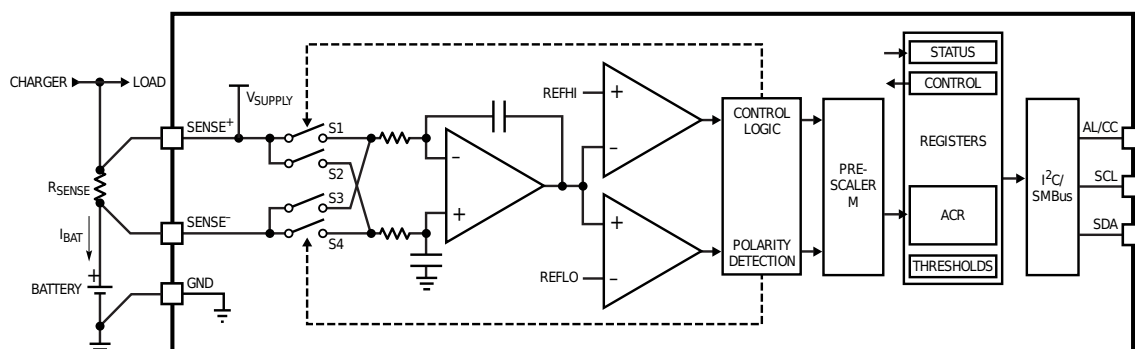 CHARGER
LOAD
RSENSE
IBAT
+
BATTERY
SENSE+
VSUPPLY
SENSE−
GND
S1
S2
S3
S4
−
+
REFHI
+
−
+
REFLO
−
CONTROL
LOGIC
POLARITY
DETECTION
PRE-
SCALER
M
STATUS
CONTROL
REGISTERS
ACR
THRESHOLDS
I2C/
SMBus
AL/CC
SCL
SDA